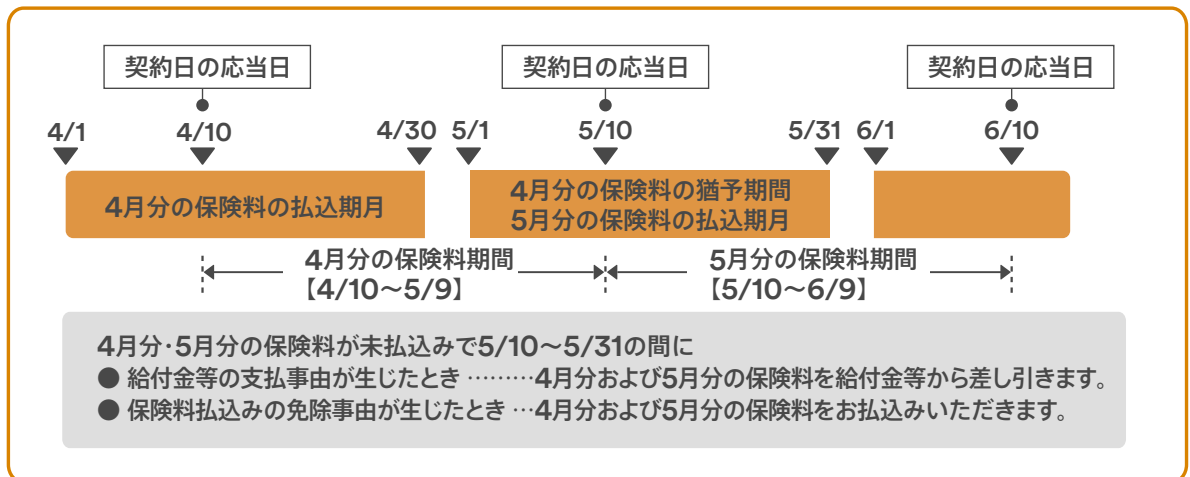 契約日の応当日 契約日の応当日 契約日の応当日
4/1 4/10 4/30 5/1 5/10 5/31 6/1 6/10
4月分の保険料の払込期月
4月分の保険料の猶予期間
5月分の保険料の払込期月
4月分の保険料期間
【4/10～5/9】
5月分の保険料期間
【5/10～6/9】
4月分・5月分の保険料が未払込みで5/10～5/31の間に
● 給付金等の支払事由が生じたとき ………4月分および5月分の保険料を給付金等から差し引きます。
● 保険料払込みの免除事由が生じたとき …4月分および5月分の保険料をお払込みいただきます。